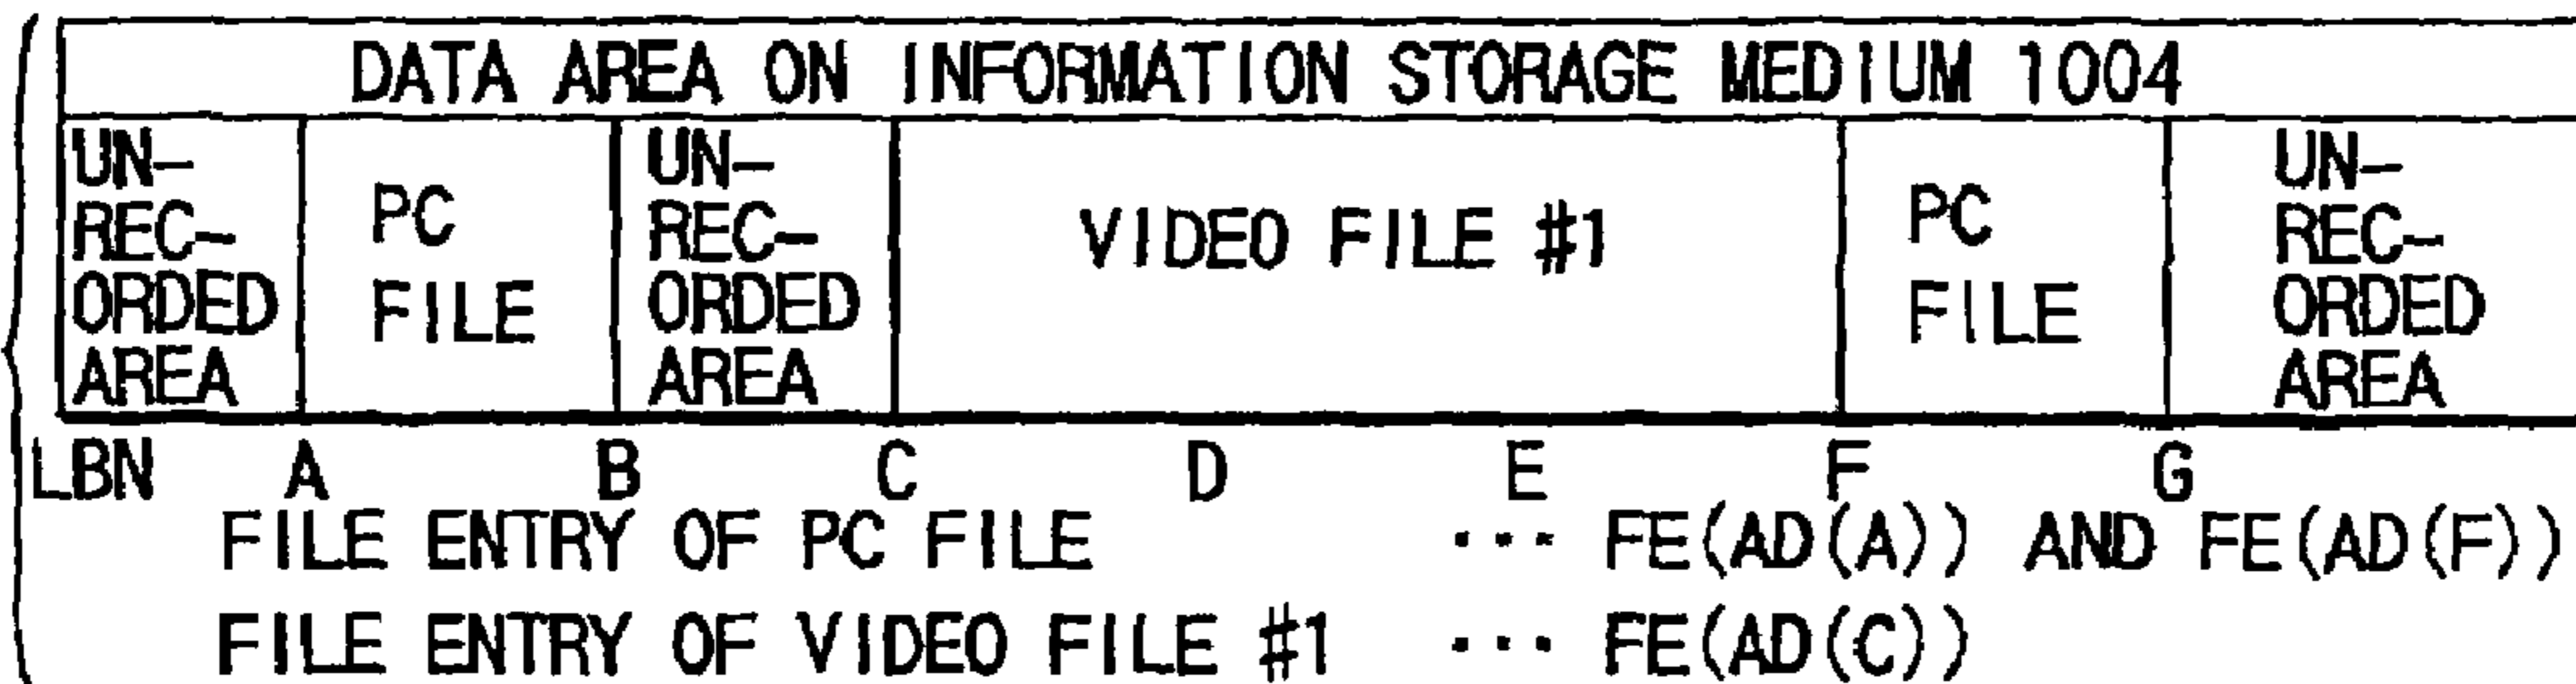 DATA AREA ON INFORMATION STORAGE MEDIUM 1004
UN-
REC-
ORDED
AREA
PC
FILE
UN-
REC-
ORDED
AREA
VIDEO FILE #1
PC
FILE
UN-
REC-
ORDED
AREA
LBN A B C D E F G
FILE ENTRY OF PC FILE ... FE(AD(A)) AND FE(AD(F))
FILE ENTRY OF VIDEO FILE #1 ... FE(AD(C))